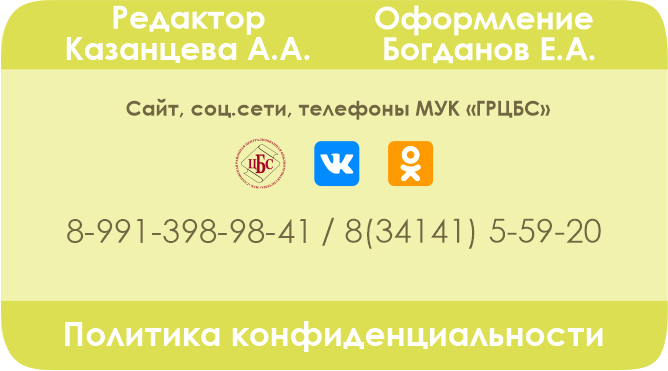 Редактор
Казанцева А.А.
Оформление
Богданов Е.А.
Сайт, соц.сети, телефоны МУК «ГРЦБС»
ЦБС
8-991-398-98-41 / 8(34141) 5-59-20
Политика конфиденциальности